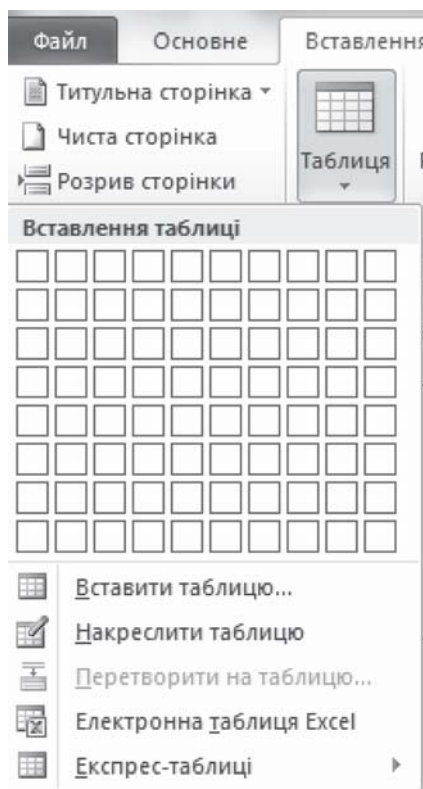 Файл Основне Вставлення
Титульна сторінка
Чиста сторінка
Розрив сторінки
Таблиця
Вставлення таблиці
Вставити таблицю...
Накреслити таблицю
Перетворити на таблицю...
Електронна таблиця Excel
Експрес-таблиці